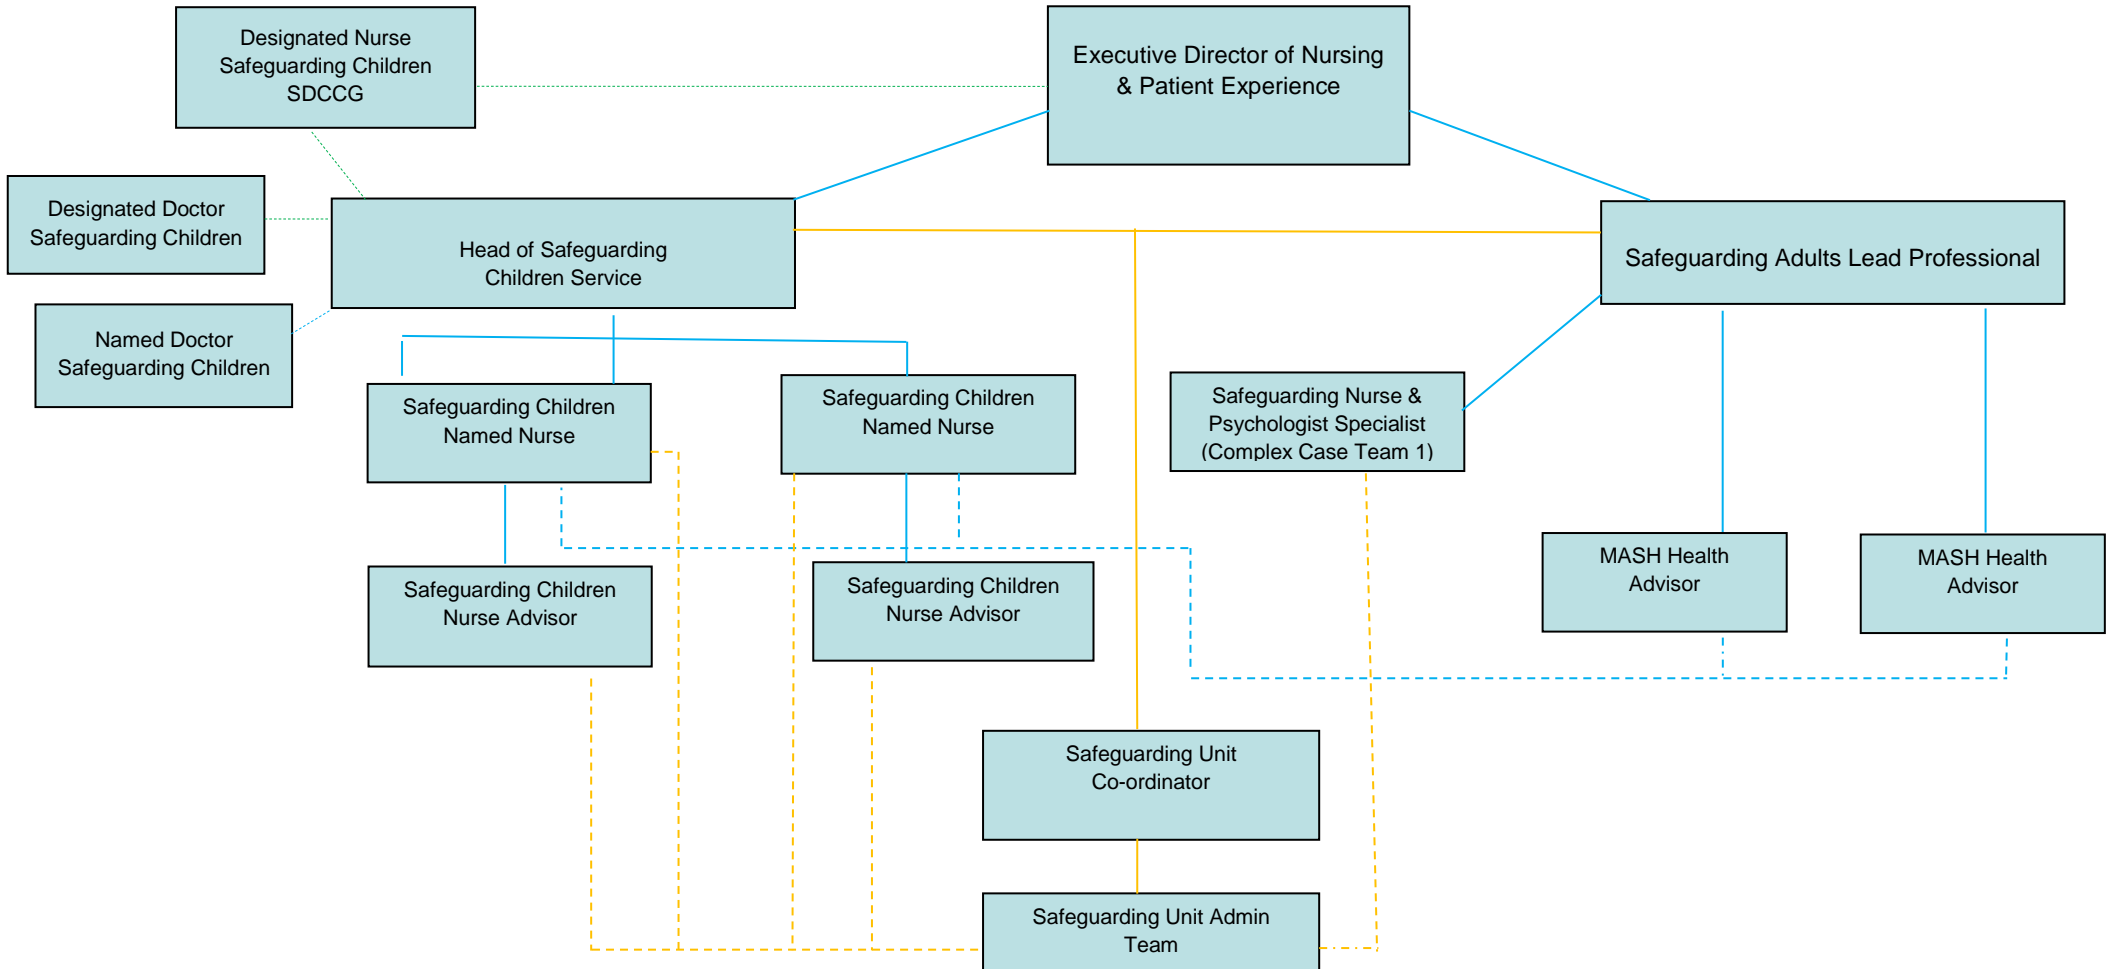 Designated Nurse
Safeguarding Children
SDCCG
Executive Director of Nursing
& Patient Experience
Designated Doctor
Safeguarding Children
Head of Safeguarding
Children Service
Safeguarding Adults Lead Professional
Named Doctor
Safeguarding Children
Safeguarding Children
Named Nurse
Safeguarding Children
Named Nurse
Safeguarding Nurse &
Psychologist Specialist
(Complex Case Team 1)
Safeguarding Children
Nurse Advisor
Safeguarding Children
Nurse Advisor
MASH Health
Advisor
MASH Health
Advisor
Safeguarding Unit
Co-ordinator
Safeguarding Unit Admin
Team